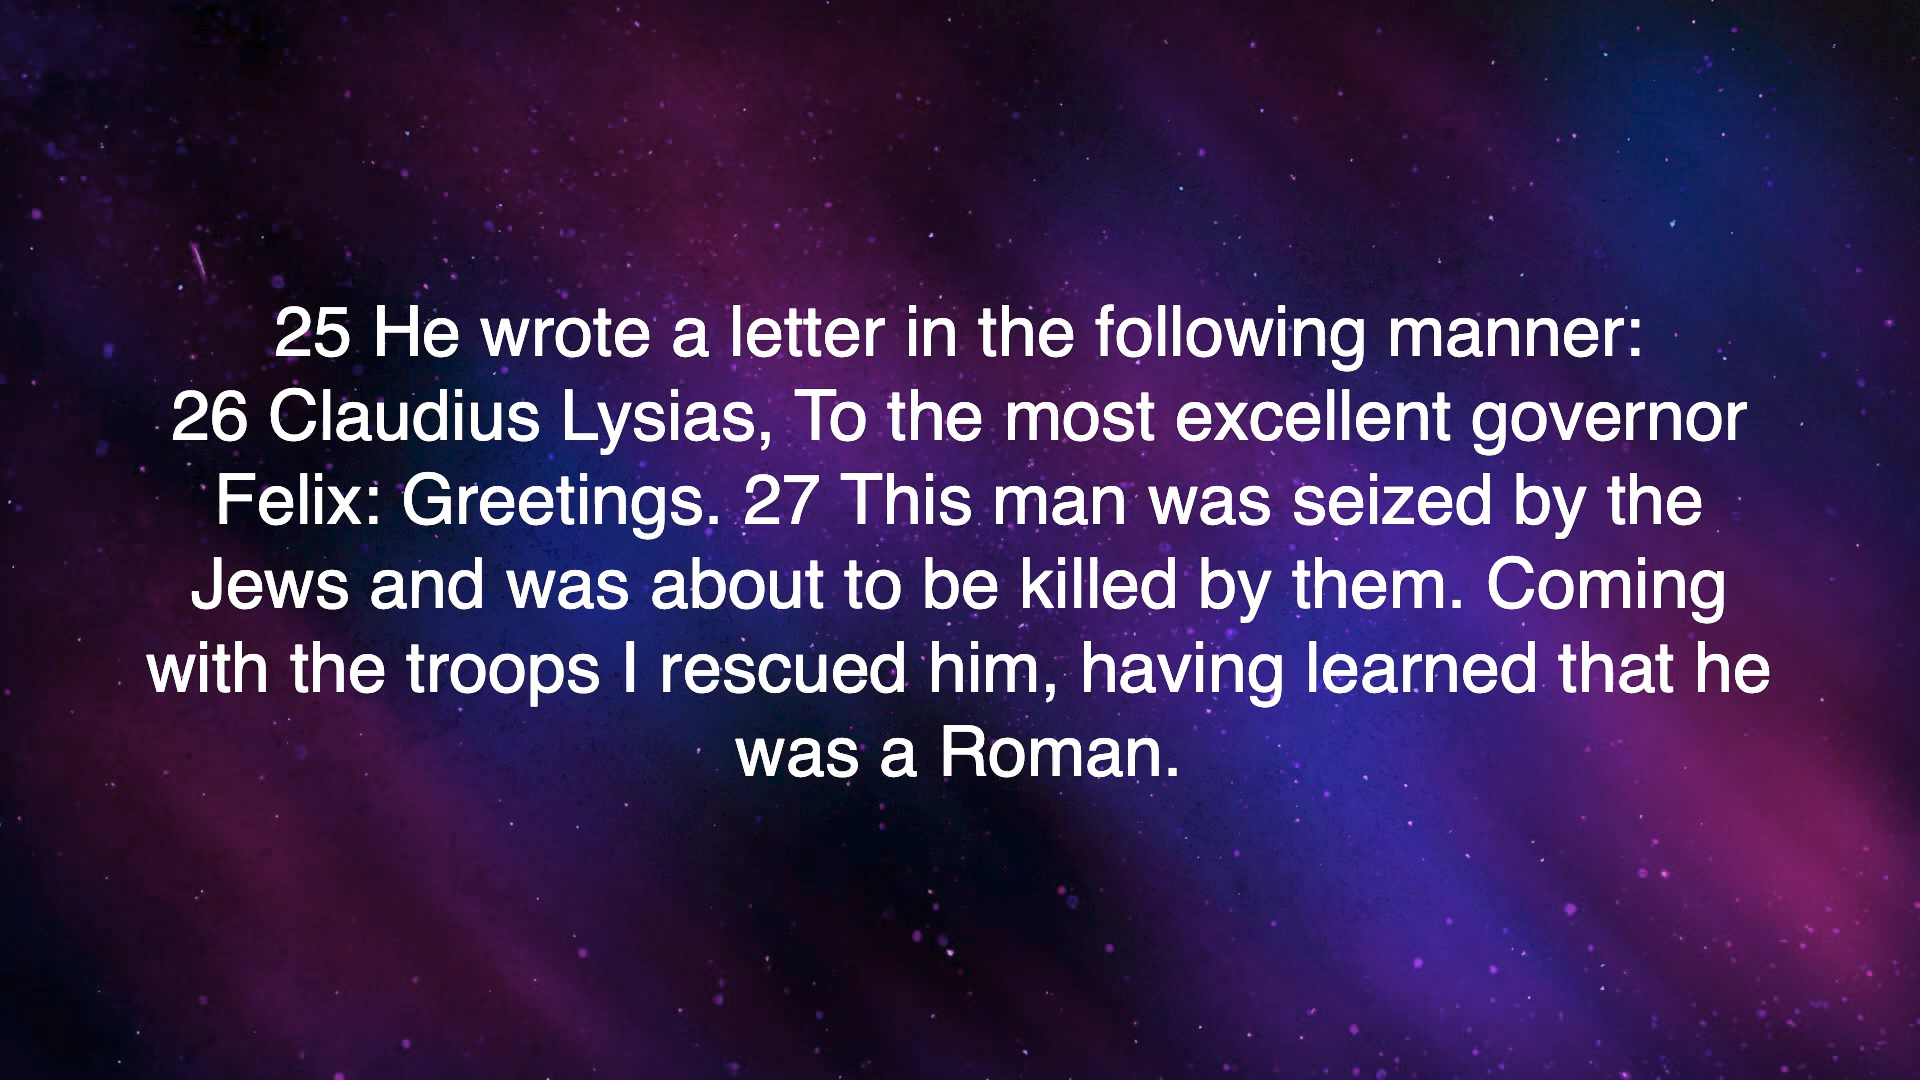 25 He wrote a letter in the following manner:
26 Claudius Lysias, To the most excellent governor
Felix: Greetings. 27 This man was seized by the
Jews and was about to be killed by them. Coming
with the troops I rescued him, having learned that he
was a Roman.